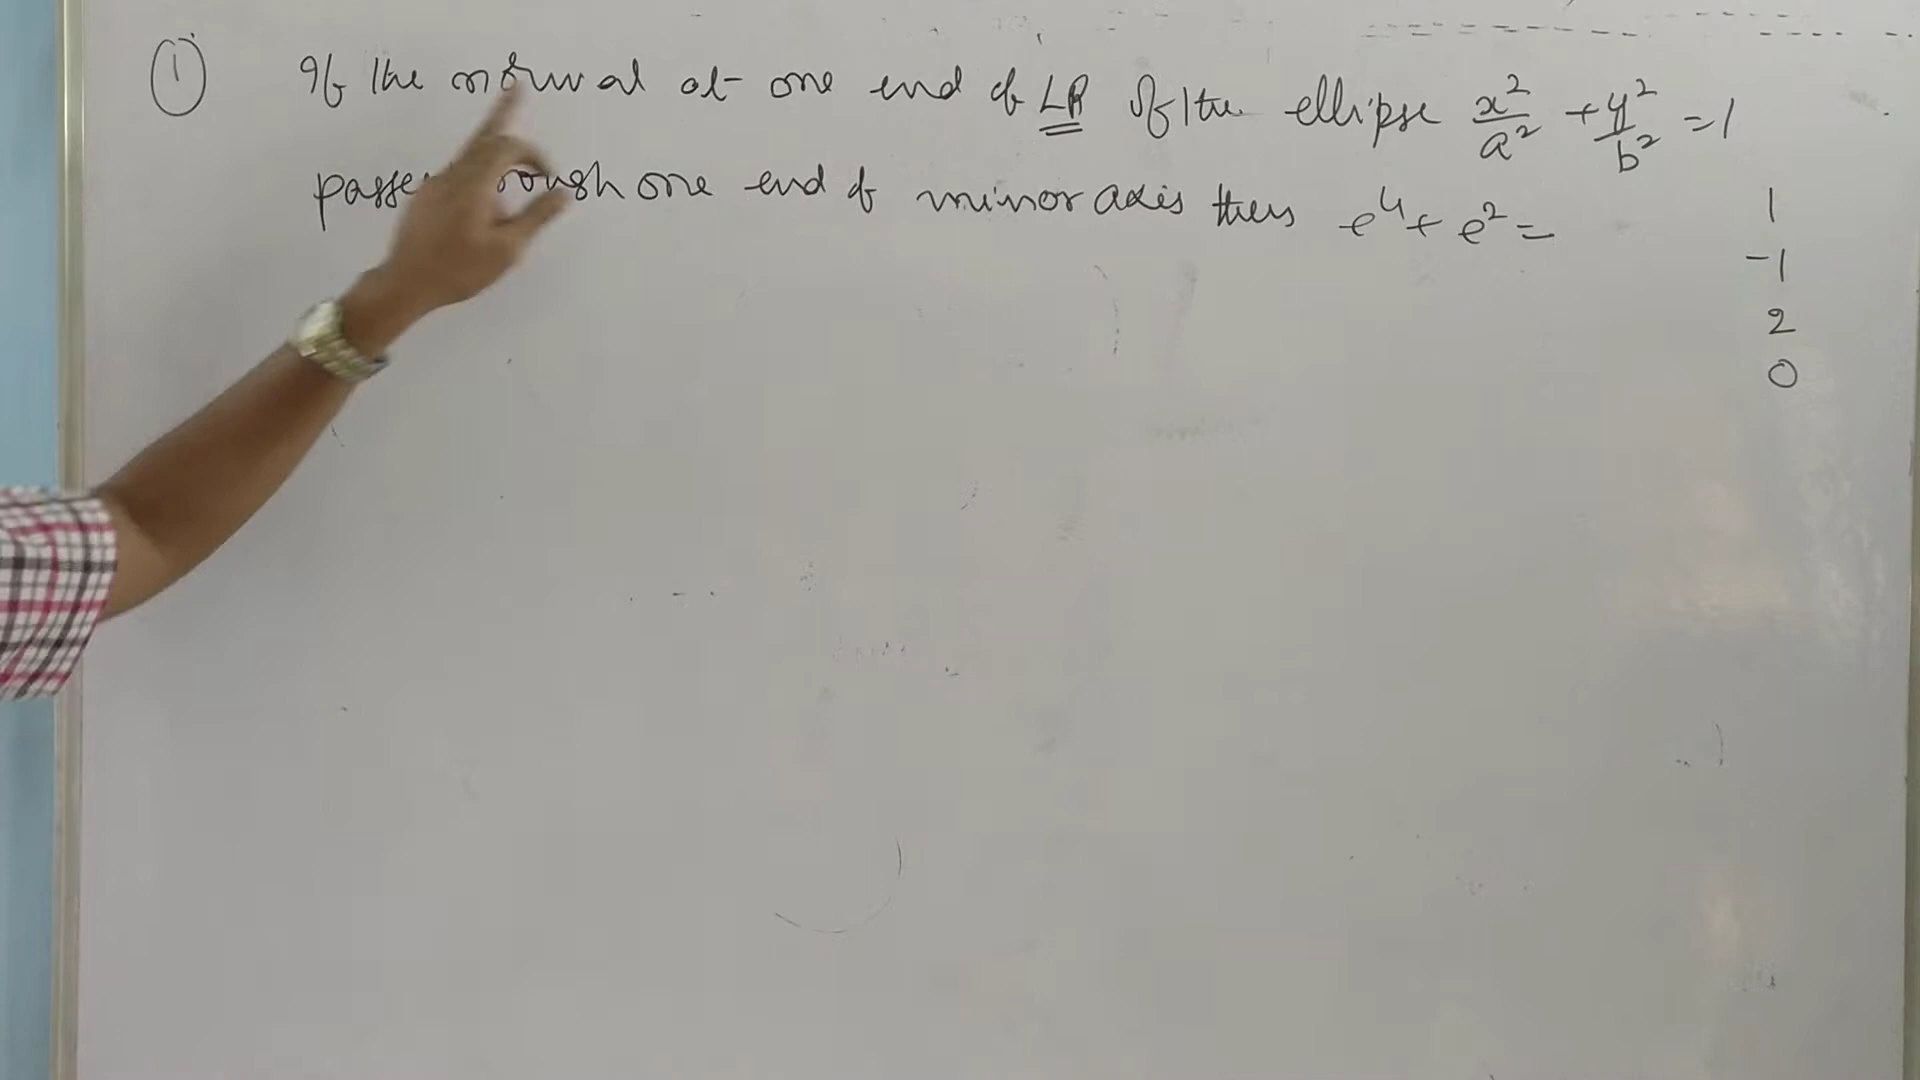 ① If the normal at one end of LR of the ellipse x²/a² + y²/b² = 1
passes through one end of minor axis then e⁴ + e² =
1
-1
2
0